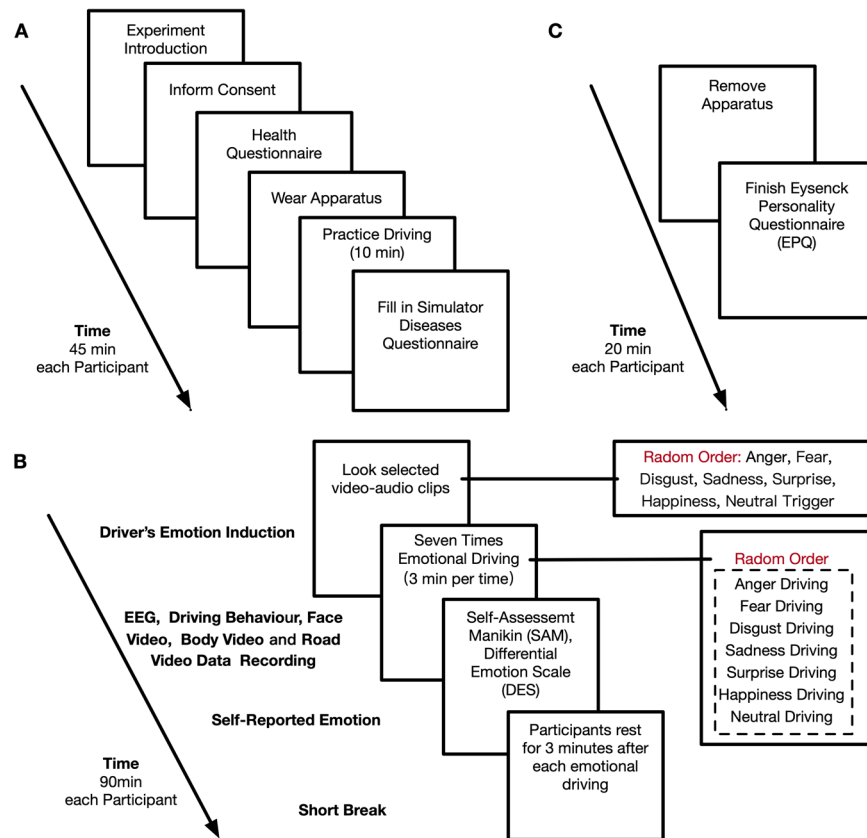 A
Experiment
Introduction
Inform Consent
Health
Questionnaire
Wear Apparatus
Practice Driving
(10 min)
Fill in Simulator
Diseases
Questionnaire
Time
45 min
each Participant
C
Remove
Apparatus
Finish Eysenck
Personality
Questionnaire
(EPQ)
Time
20 min
each Participant
B
Look selected
video-audio clips
Radom Order: Anger, Fear,
Disgust, Sadness, Surprise,
Happiness, Neutral Trigger
Driver's Emotion Induction
Seven Times
Emotional Driving
(3 min per time)
Radom Order
Anger Driving
Fear Driving
Disgust Driving
Sadness Driving
Surprise Driving
Happiness Driving
Neutral Driving
EEG, Driving Behaviour, Face
Video, Body Video and Road
Video Data Recording
Self-Assessemt
Manikin (SAM),
Differential
Emotion Scale
(DES)
Self-Reported Emotion
Participants rest
for 3 minutes after
each emotional
driving
Time
90min
each Participant
Short Break